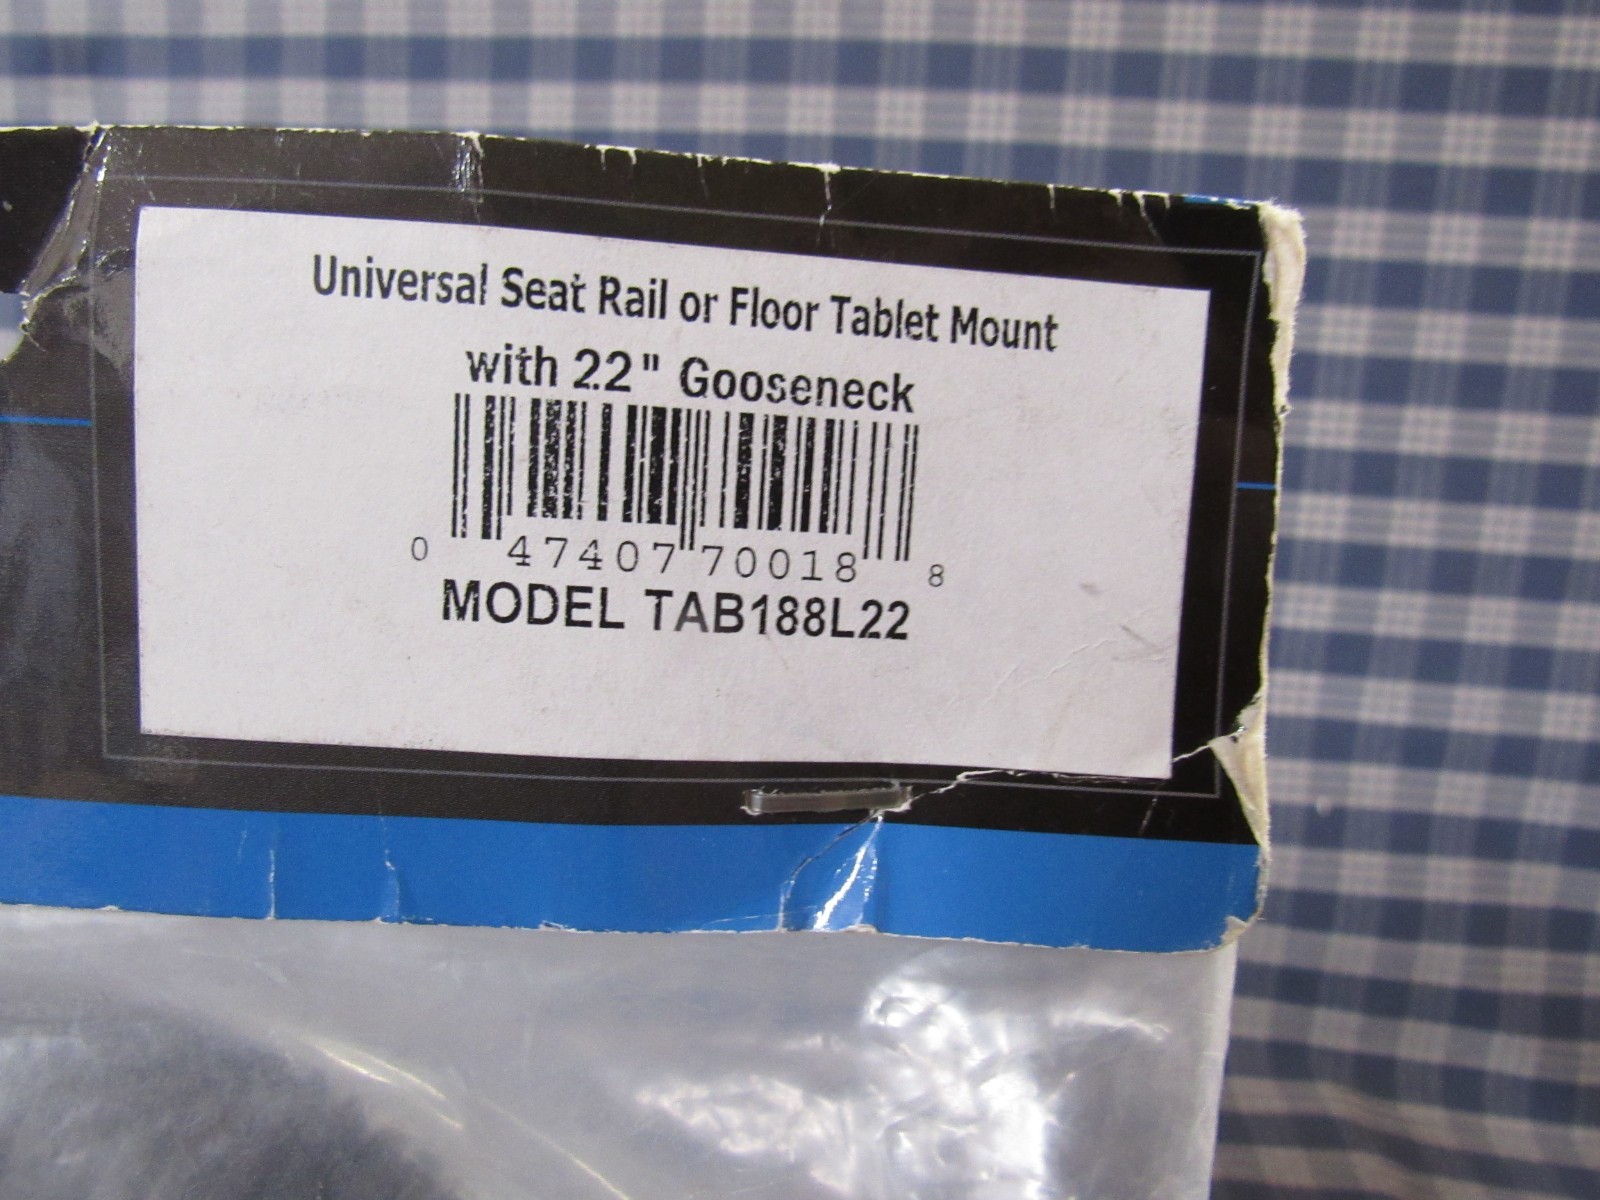 Universal Seat Rail or Floor Tablet Mount
with 22" Gooseneck
0 47407 70018 8
MODEL TAB188L22